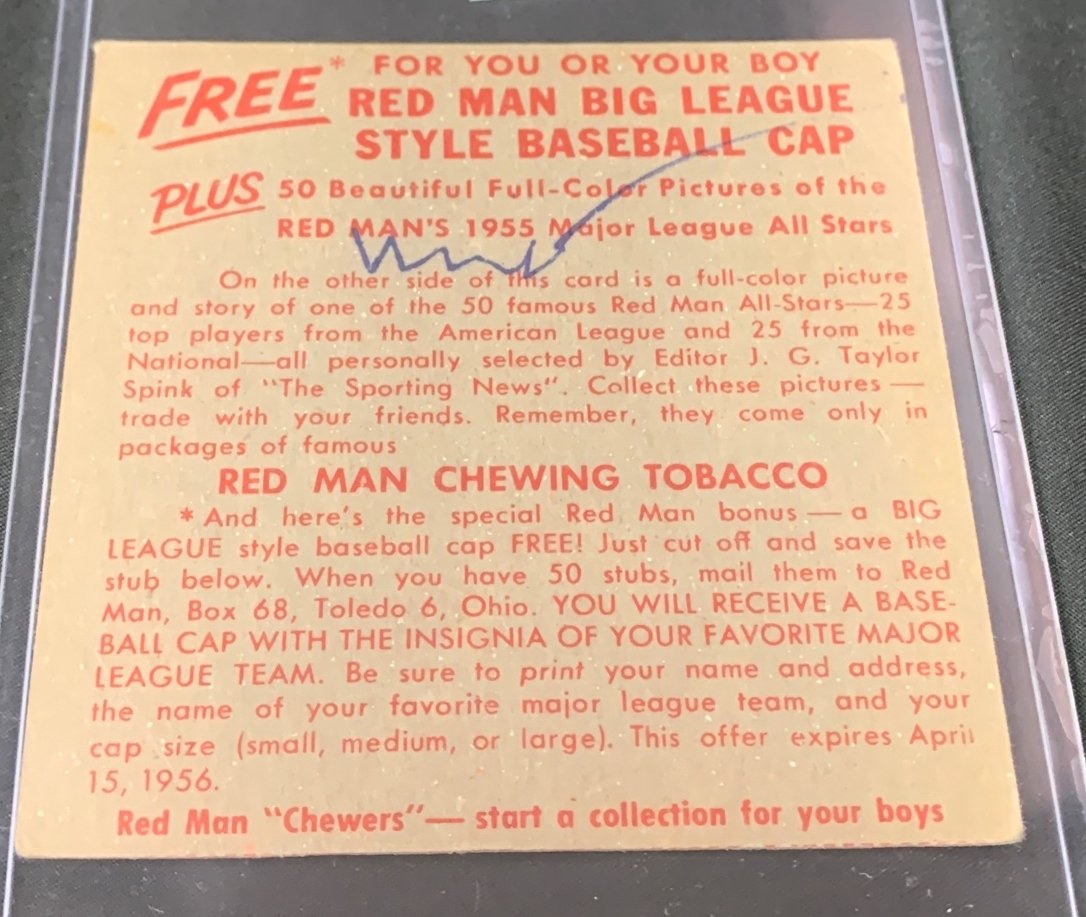 FREE* FOR YOU OR YOUR BOY
RED MAN BIG LEAGUE
STYLE BASEBALL CAP
PLUS 50 Beautiful Full-Color Pictures of the
RED MAN'S 1955 Major League All Stars
On the other side of this card is a full-color picture
and story of one of the 50 famous Red Man All-Stars—25
top players from the American League and 25 from the
National—all personally selected by Editor J. G. Taylor
Spink of "The Sporting News". Collect these pictures —
trade with your friends. Remember, they come only in
packages of famous
RED MAN CHEWING TOBACCO
* And here's the special Red Man bonus — a BIG
LEAGUE style baseball cap FREE! Just cut off and save the
stub below. When you have 50 stubs, mail them to Red
Man, Box 68, Toledo 6, Ohio. YOU WILL RECEIVE A BASE-
BALL CAP WITH THE INSIGNIA OF YOUR FAVORITE MAJOR
LEAGUE TEAM. Be sure to print your name and address,
the name of your favorite major league team, and your
cap size (small, medium, or large). This offer expires April
15, 1956.
Red Man "Chewers"— start a collection for your boys